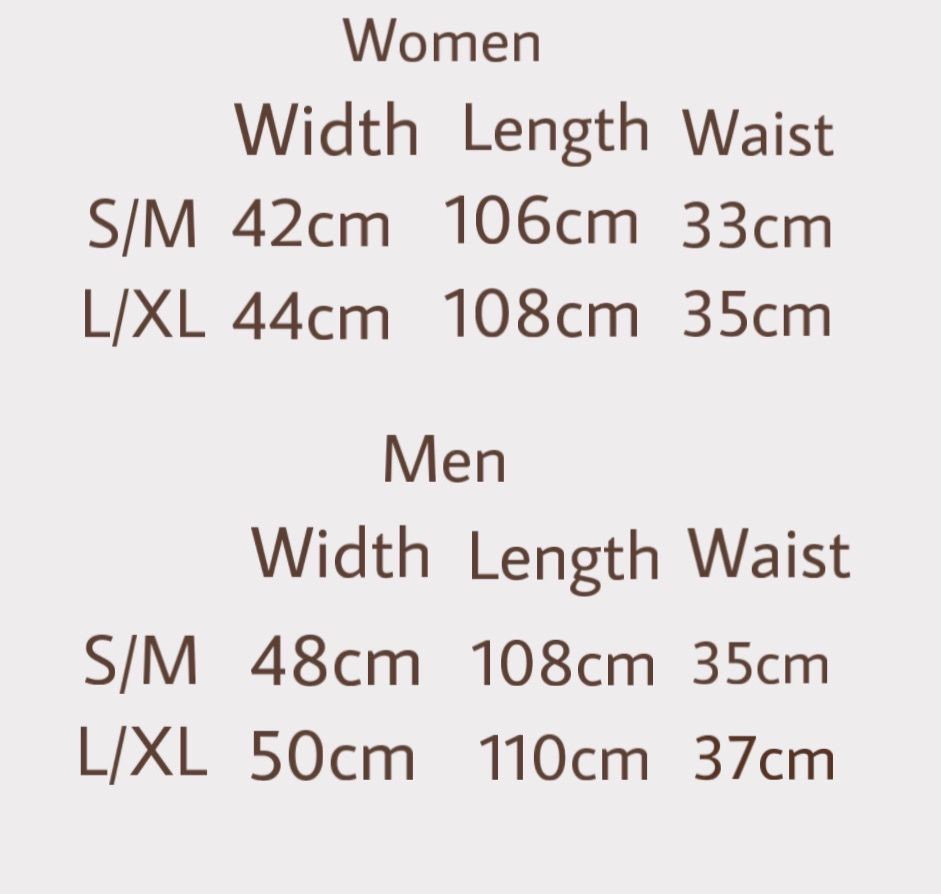 Women
Width Length Waist
S/M 42cm 106cm 33cm
L/XL 44cm 108cm 35cm
Men
Width Length Waist
S/M 48cm 108cm 35cm
L/XL 50cm 110cm 37cm